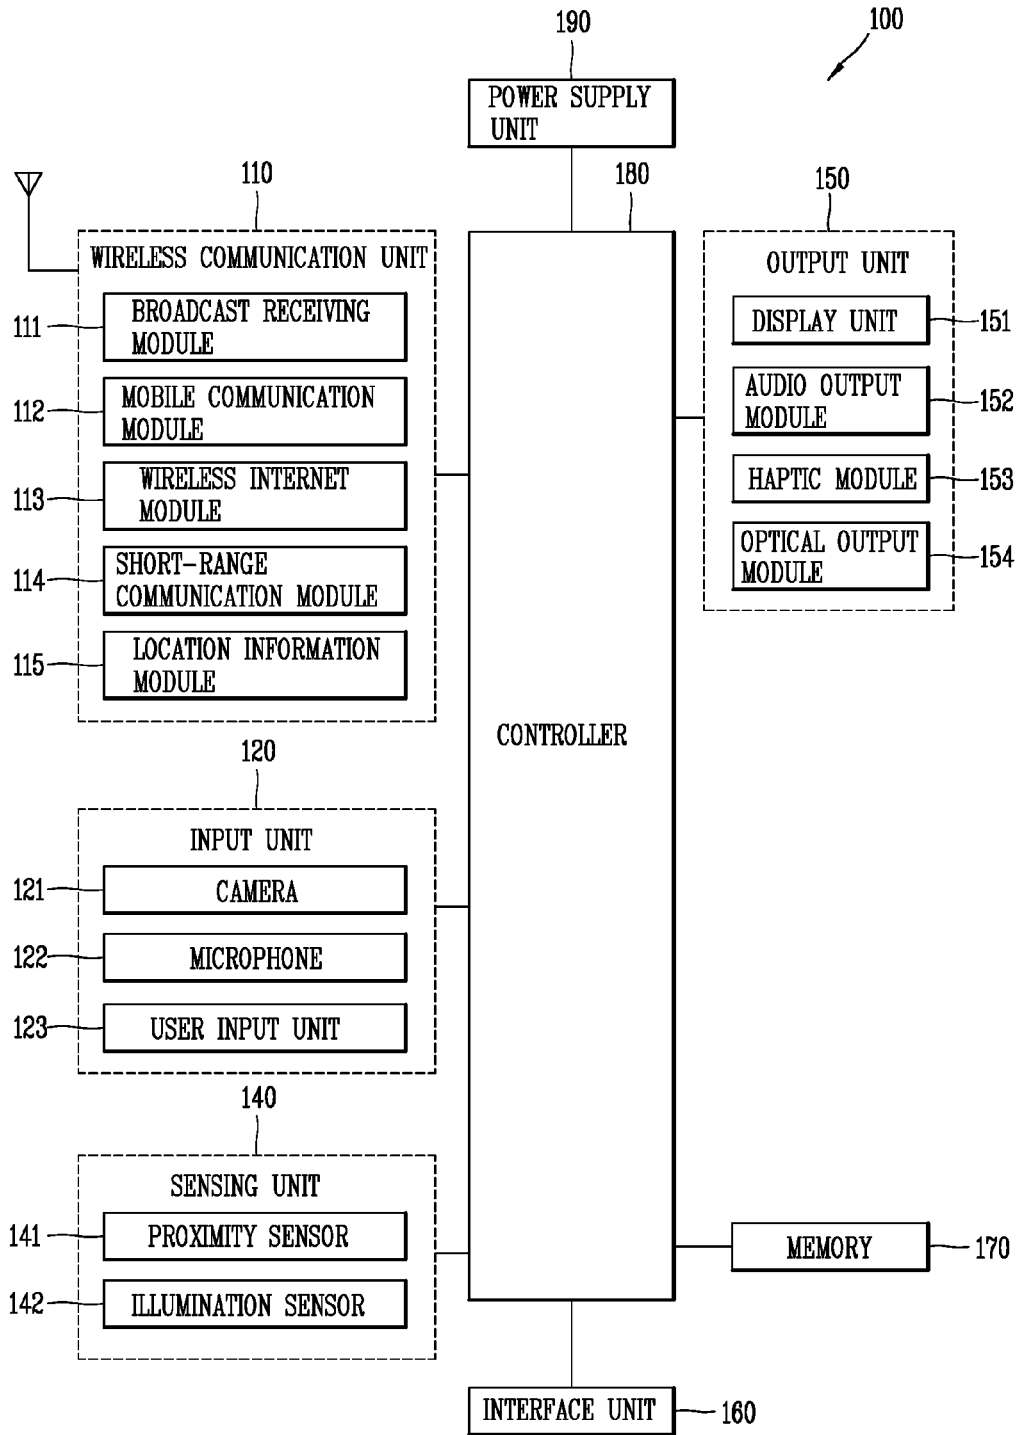 190
100
POWER SUPPLY
UNIT
110
180
150
WIRELESS COMMUNICATION UNIT
111
BROADCAST RECEIVING
MODULE
112
MOBILE COMMUNICATION
MODULE
113
WIRELESS INTERNET
MODULE
114
SHORT-RANGE
COMMUNICATION MODULE
115
LOCATION INFORMATION
MODULE
OUTPUT UNIT
DISPLAY UNIT
151
AUDIO OUTPUT
MODULE
152
HAPTIC MODULE
153
OPTICAL OUTPUT
MODULE
154
CONTROLLER
120
INPUT UNIT
121
CAMERA
122
MICROPHONE
123
USER INPUT UNIT
140
SENSING UNIT
141
PROXIMITY SENSOR
142
ILLUMINATION SENSOR
MEMORY
170
INTERFACE UNIT
160